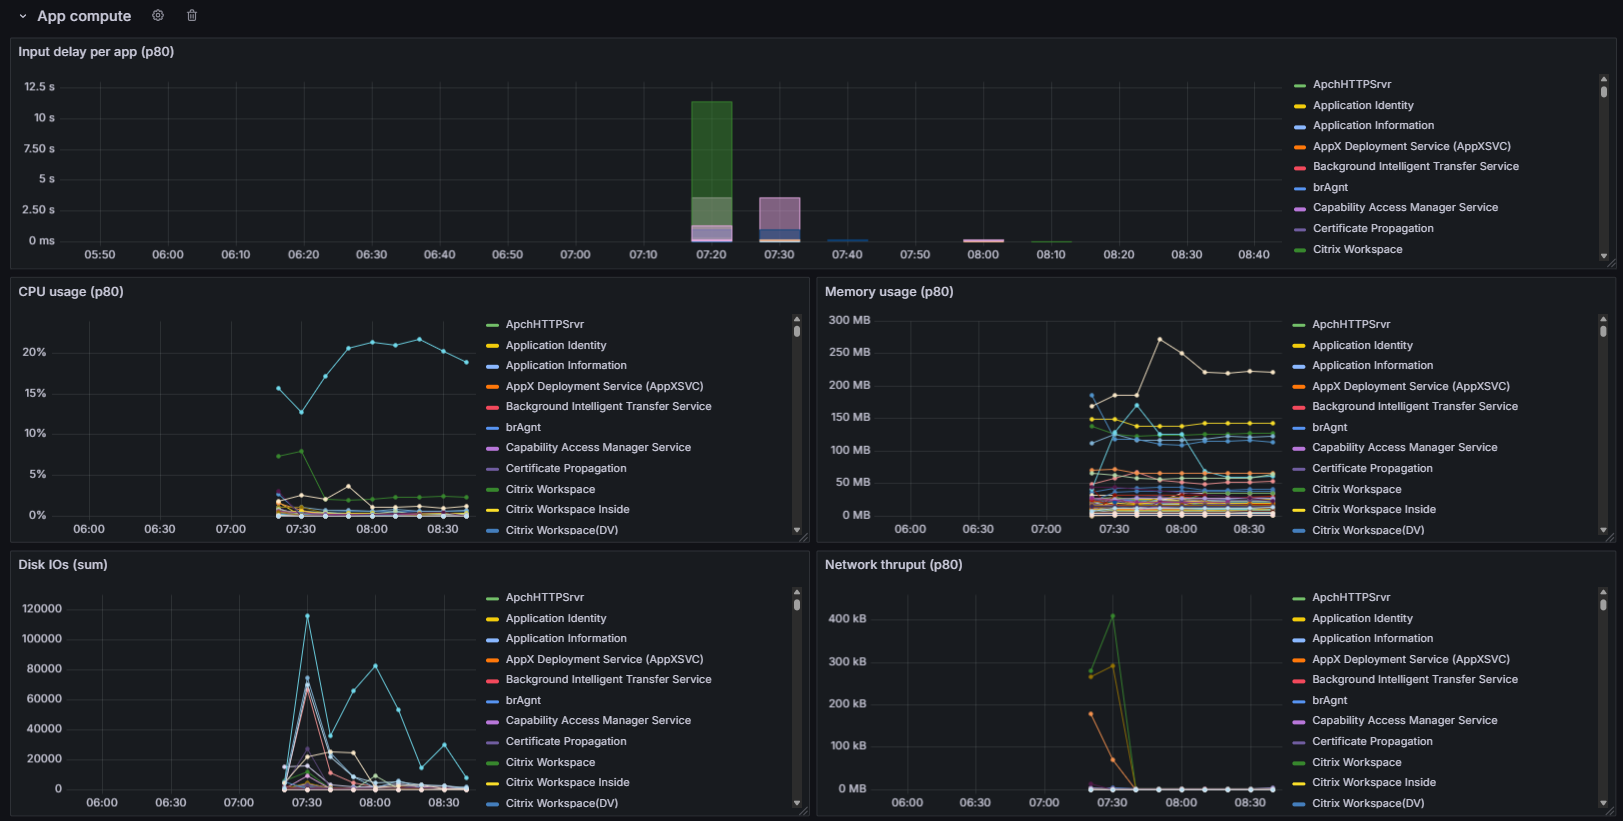 App compute
Input delay per app (p80)
12.5 s
10 s
7.50 s
5 s
2.50 s
0 ms
05:50 06:00 06:10 06:20 06:30 06:40 06:50 07:00 07:10 07:20 07:30 07:40 07:50 08:00 08:10 08:20 08:30 08:40
ApchHTTPSrvr
Application Identity
Application Information
AppX Deployment Service (AppXSVC)
Background Intelligent Transfer Service
brAgnt
Capability Access Manager Service
Certificate Propagation
Citrix Workspace
CPU usage (p80)
20%
15%
10%
5%
0%
06:00 06:30 07:00 07:30 08:00 08:30
ApchHTTPSrvr
Application Identity
Application Information
AppX Deployment Service (AppXSVC)
Background Intelligent Transfer Service
brAgnt
Capability Access Manager Service
Certificate Propagation
Citrix Workspace
Citrix Workspace Inside
Citrix Workspace(DV)
Memory usage (p80)
300 MB
250 MB
200 MB
150 MB
100 MB
50 MB
0 MB
06:00 06:30 07:00 07:30 08:00 08:30
ApchHTTPSrvr
Application Identity
Application Information
AppX Deployment Service (AppXSVC)
Background Intelligent Transfer Service
brAgnt
Capability Access Manager Service
Certificate Propagation
Citrix Workspace
Citrix Workspace Inside
Citrix Workspace(DV)
Disk IOs (sum)
120000
100000
80000
60000
40000
20000
0
06:00 06:30 07:00 07:30 08:00 08:30
ApchHTTPSrvr
Application Identity
Application Information
AppX Deployment Service (AppXSVC)
Background Intelligent Transfer Service
brAgnt
Capability Access Manager Service
Certificate Propagation
Citrix Workspace
Citrix Workspace Inside
Citrix Workspace(DV)
Network thruput (p80)
400 kB
300 kB
200 kB
100 kB
0 MB
06:00 06:30 07:00 07:30 08:00 08:30
ApchHTTPSrvr
Application Identity
Application Information
AppX Deployment Service (AppXSVC)
Background Intelligent Transfer Service
brAgnt
Capability Access Manager Service
Certificate Propagation
Citrix Workspace
Citrix Workspace Inside
Citrix Workspace(DV)